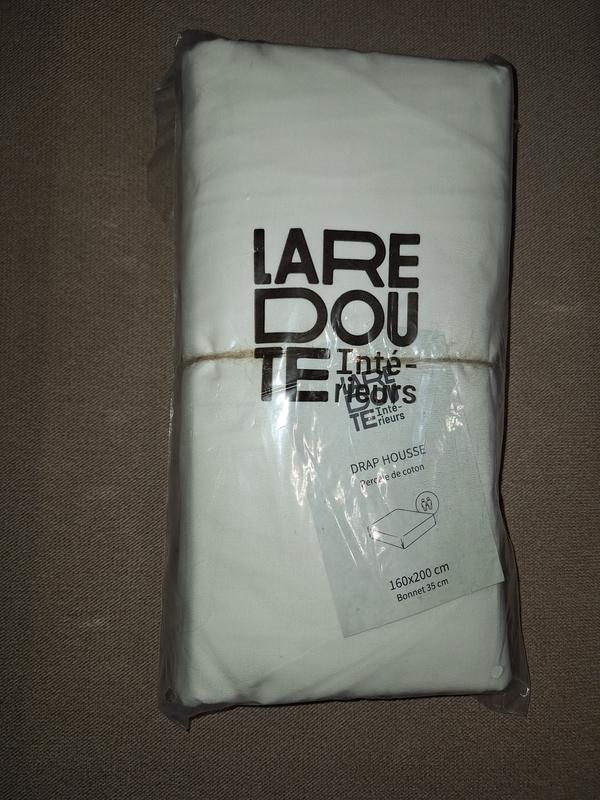 LARE
DOU
TE Inté-
rieurs
LARE
DOU
TE Inté-
rieurs
DRAP HOUSSE
Percale de coton
160x200 cm
Bonnet 35 cm